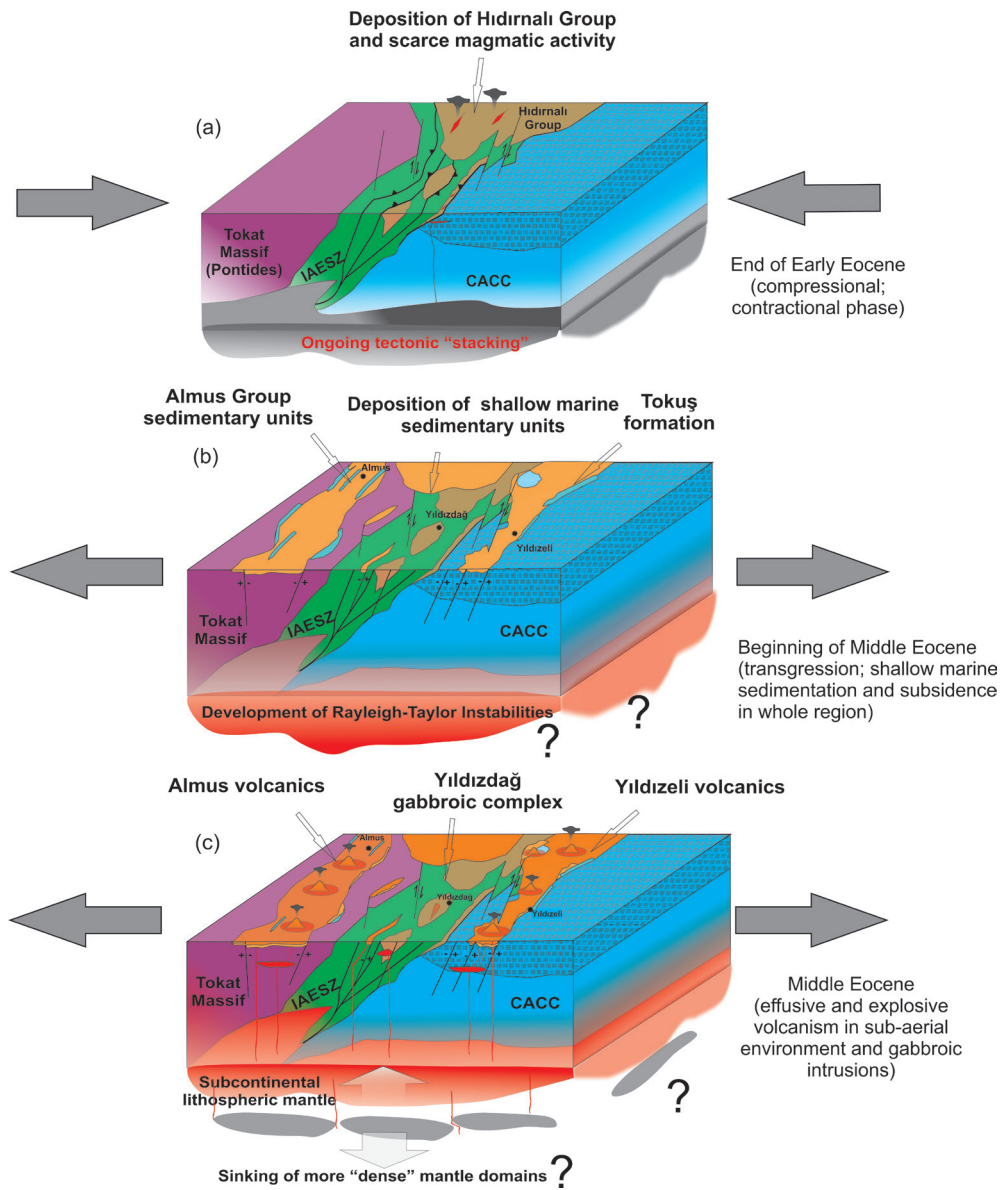 Deposition of Hıdırnalı Group
and scarce magmatic activity
(a)
Hıdırnalı
Group
Tokat
Massif
(Pontides)
IAESZ
CACC
End of Early Eocene
(compressional;
contractional phase)
Ongoing tectonic “stacking”
Almus Group
sedimentary units
Deposition of shallow marine
sedimentary units
Tokuş
formation
(b)
Almus
Yıldızdağ
Yıldızeli
+ -
- +
- +
- + - + - +
Tokat
Massif
IAESZ
CACC
Beginning of Middle Eocene
(transgression; shallow marine
sedimentation and subsidence
in whole region)
Development of Rayleigh-Taylor Instabilities
?
?
Almus volcanics
Yıldızdağ
gabbroic complex
Yıldızeli volcanics
(c)
Almus
Yıldızdağ
Yıldızeli
+ -
- +
- +
- + - + - +
Tokat
Massif
IAESZ
CACC
Middle Eocene
(effusive and explosive
volcanism in sub-aerial
environment and gabbroic
intrusions)
Subcontinental
lithospheric mantle
?
Sinking of more “dense” mantle domains ?